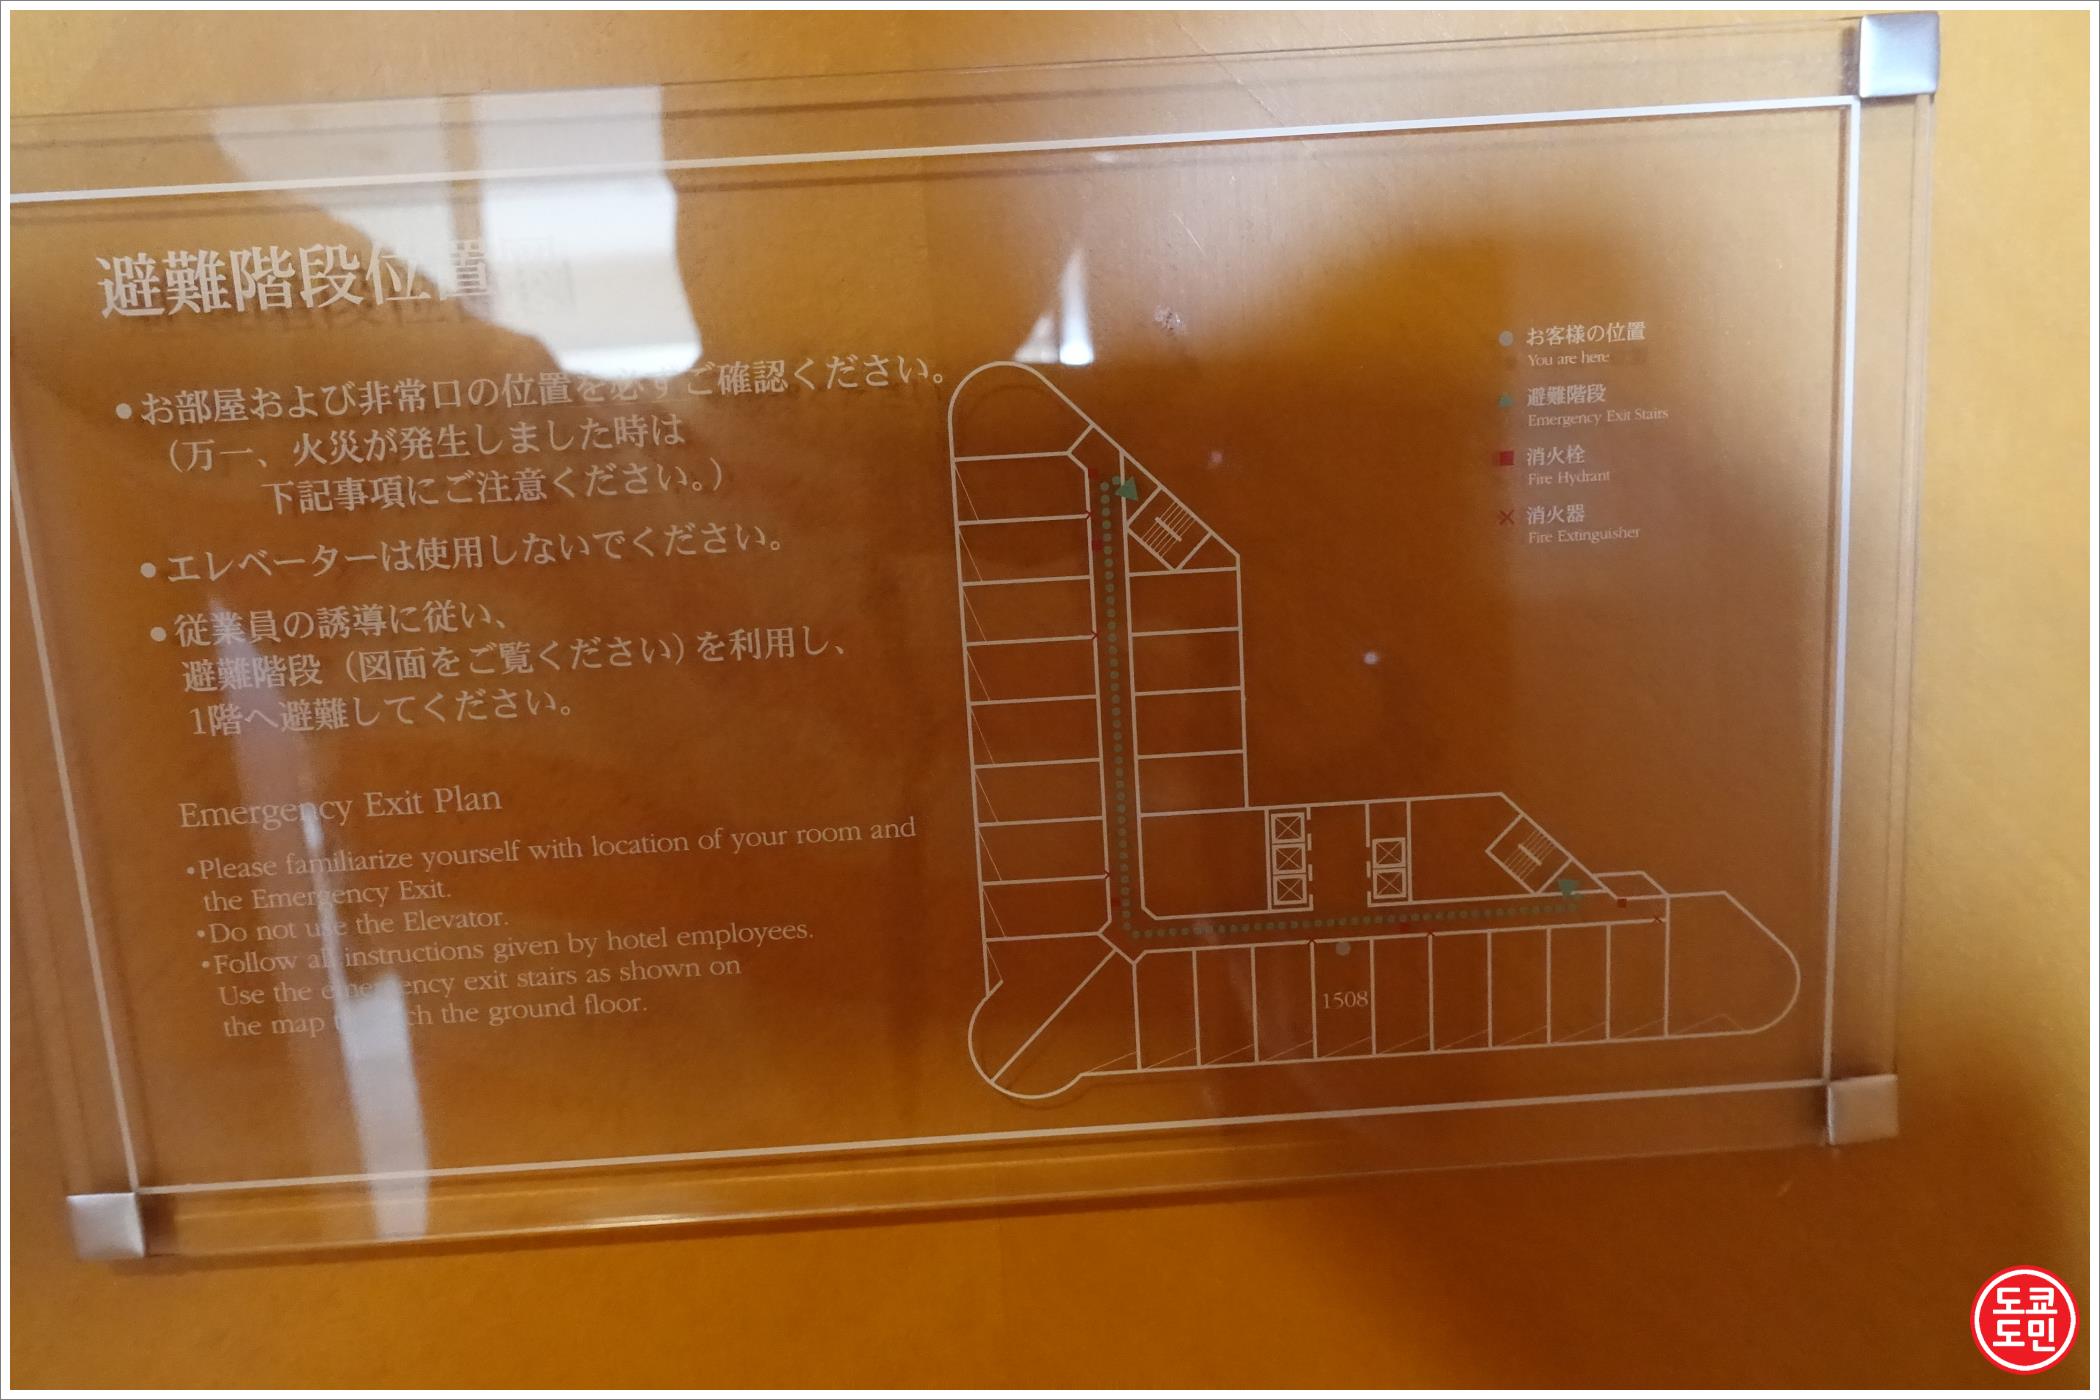 避難階段位置図
●お部屋および非常口の位置を必ずご確認ください。
（万一、火災が発生しました時は
下記事項にご注意ください。）
●エレベーターは使用しないでください。
●従業員の誘導に従い、
避難階段（図面をご覧ください）を利用し、
1階へ避難してください。
Emergency Exit Plan
•Please familiarize yourself with location of your room and
the Emergency Exit.
•Do not use the Elevator.
•Follow all instructions given by hotel employees.
Use the emergency exit stairs as shown on
the map the ground floor.
お客様の位置
You are here
避難階段
Emergency Exit Stairs
消火栓
Fire Hydrant
消火器
Fire Extinguisher
1508
도쿄
도민